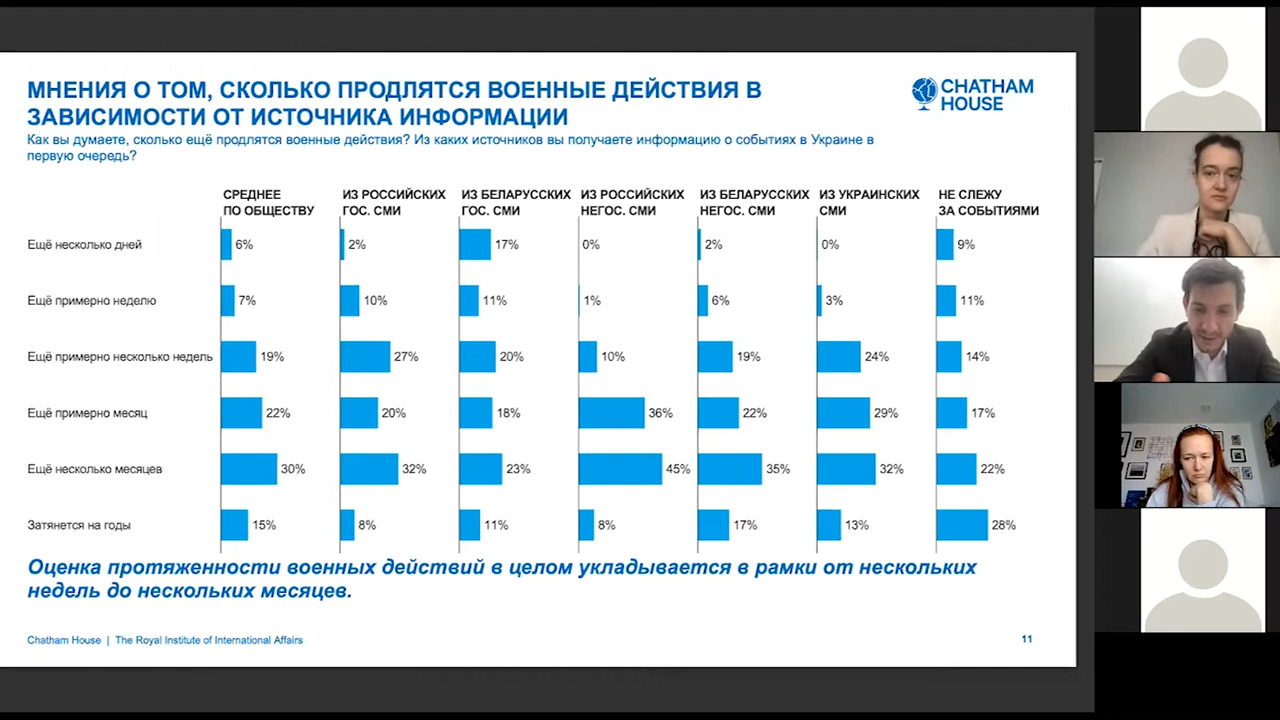 МНЕНИЯ О ТОМ, СКОЛЬКО ПРОДЛЯТСЯ ВОЕННЫЕ ДЕЙСТВИЯ В
ЗАВИСИМОСТИ ОТ ИСТОЧНИКА ИНФОРМАЦИИ
CHATHAM
HOUSE
Как вы думаете, сколько ещё продлятся военные действия? Из каких источников вы получаете информацию о событиях в Украине в
первую очередь?
СРЕДНЕЕ ПО ОБЩЕСТВУ
ИЗ РОССИЙСКИХ ГОС. СМИ
ИЗ БЕЛАРУССКИХ ГОС. СМИ
ИЗ РОССИЙСКИХ НЕГОС. СМИ
ИЗ БЕЛАРУССКИХ НЕГОС. СМИ
ИЗ УКРАИНСКИХ СМИ
НЕ СЛЕЖУ ЗА СОБЫТИЯМИ
Ещё несколько дней 6% 2% 17% 0% 2% 0% 9%
Ещё примерно неделю 7% 10% 11% 1% 6% 3% 11%
Ещё примерно несколько недель 19% 27% 20% 10% 19% 24% 14%
Ещё примерно месяц 22% 20% 18% 36% 22% 29% 17%
Ещё несколько месяцев 30% 32% 23% 45% 35% 32% 22%
Затянется на годы 15% 8% 11% 8% 17% 13% 28%
Оценка протяженности военных действий в целом укладывается в рамки от нескольких
недель до нескольких месяцев.
Chatham House | The Royal Institute of International Affairs
11